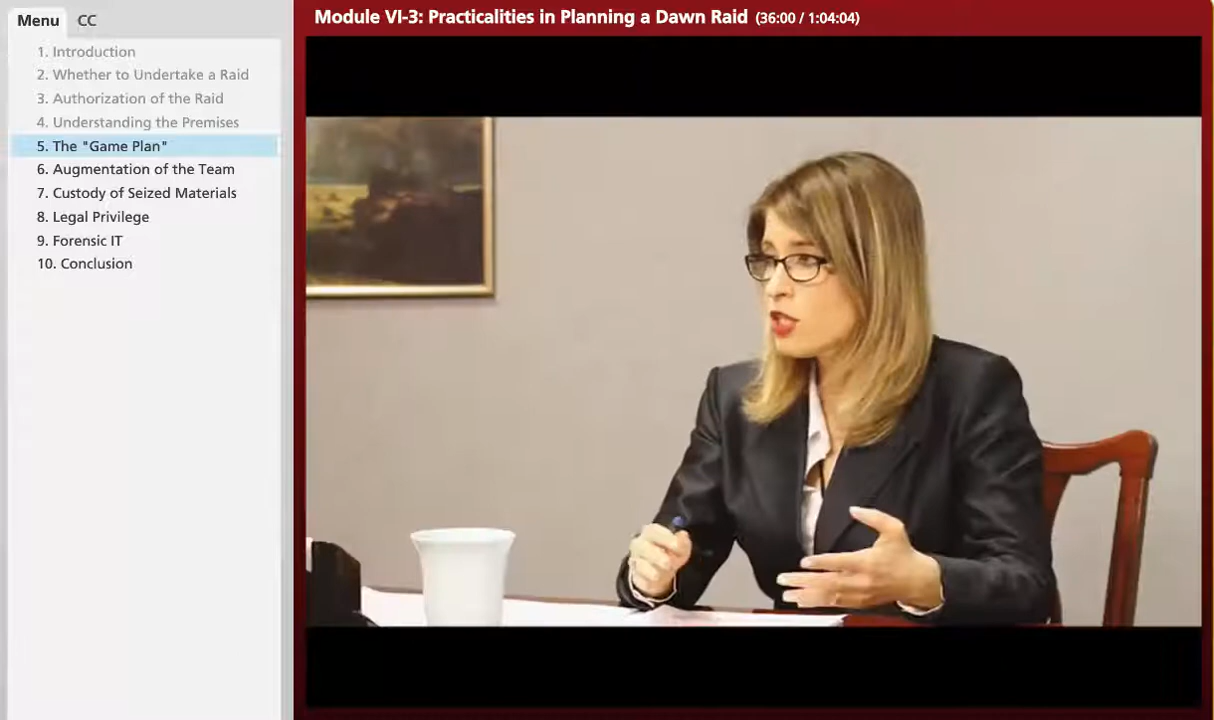 Menu CC
Module VI-3: Practicalities in Planning a Dawn Raid (36:00 / 1:04:04)
1. Introduction
2. Whether to Undertake a Raid
3. Authorization of the Raid
4. Understanding the Premises
5. The "Game Plan"
6. Augmentation of the Team
7. Custody of Seized Materials
8. Legal Privilege
9. Forensic IT
10. Conclusion